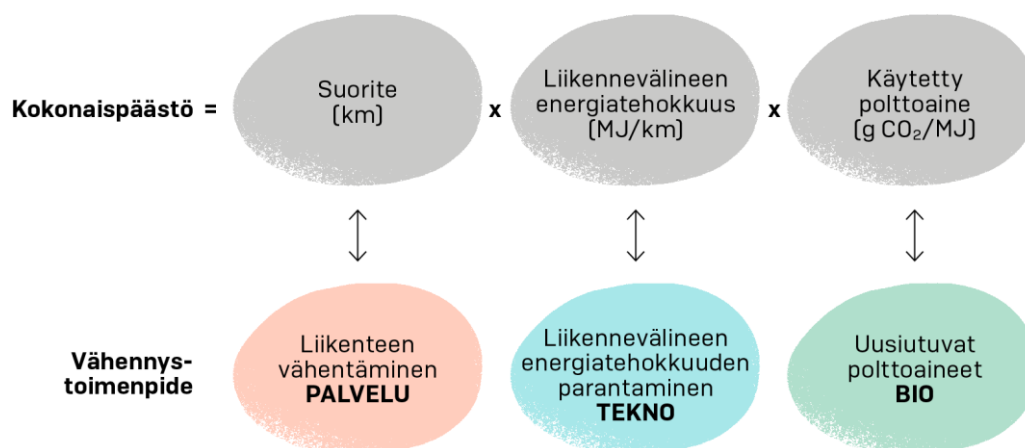 Kokonaispäästö =
Suorite
(km)
x
Liikennevälineen
energiatehokkuus
(MJ/km)
x
Käytetty
polttoaine
(g CO₂/MJ)
Vähennys-
toimenpide
Liikenteen
vähentäminen
PALVELU
Liikennevälineen
energiatehokkuuden
parantaminen
TEKNO
Uusiutuvat
polttoaineet
BIO